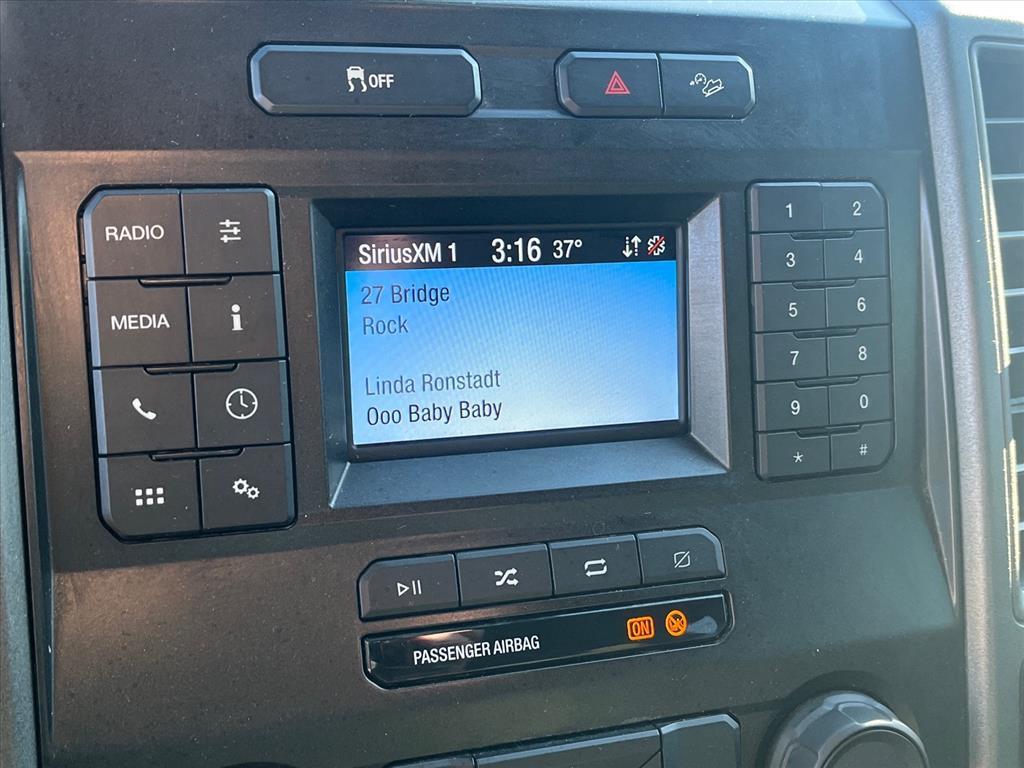 OFF
RADIO
MEDIA
i
SiriusXM 1 3:16 37°
27 Bridge
Rock
Linda Ronstadt
Ooo Baby Baby
1 2
3 4
5 6
7 8
9 0
* #
PASSENGER AIRBAG ON